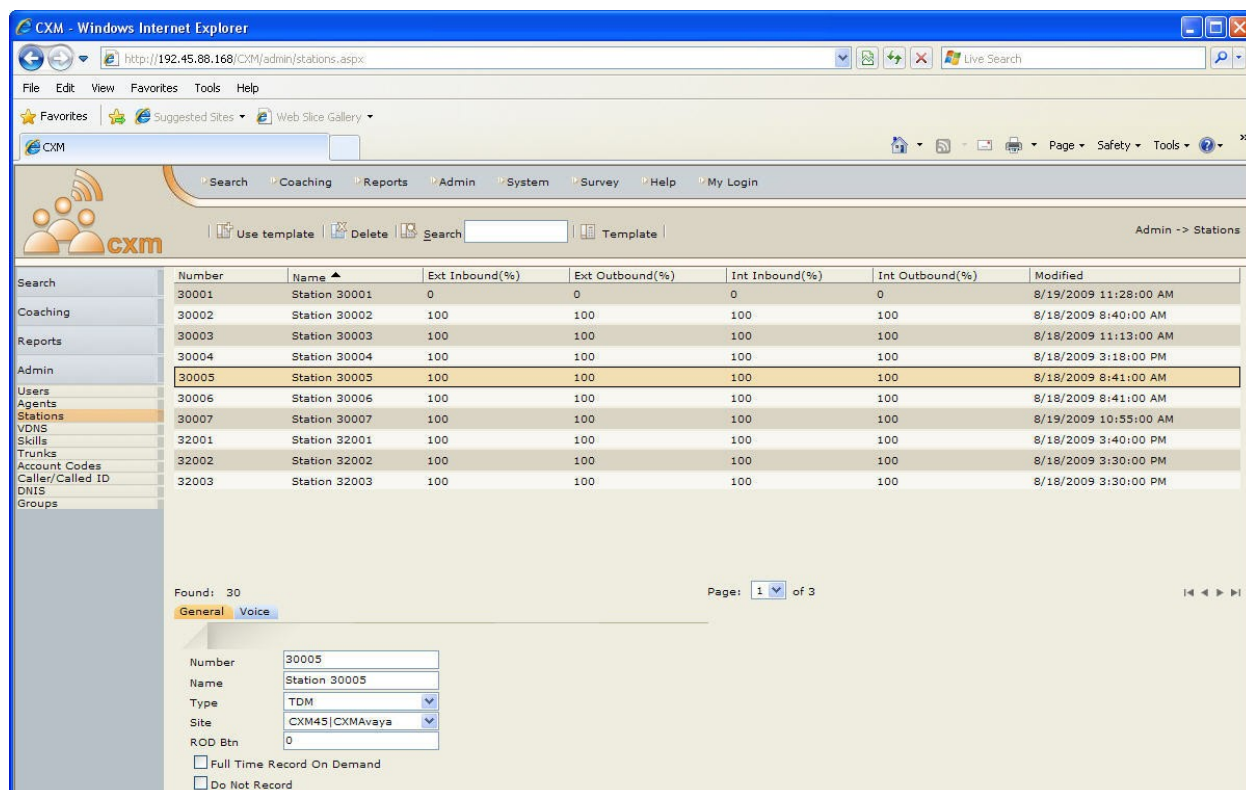 CXM - Windows Internet Explorer
http://192.45.88.168/CXM/admin/stations.aspx
Live Search
File Edit View Favorites Tools Help
Favorites Suggested Sites Web Slice Gallery
CXM
Page Safety Tools
Search Coaching Reports Admin System Survey Help My Login
cxm
Use template Delete Search Template
Admin -> Stations
Search
Coaching
Reports
Admin
Users
Agents
Stations
VDNS
Skills
Trunks
Account Codes
Caller/Called ID
DNIS
Groups
Number Name Ext Inbound(%) Ext Outbound(%) Int Inbound(%) Int Outbound(%) Modified
30001 Station 30001 0 0 0 0 8/19/2009 11:28:00 AM
30002 Station 30002 100 100 100 100 8/18/2009 8:40:00 AM
30003 Station 30003 100 100 100 100 8/18/2009 11:13:00 AM
30004 Station 30004 100 100 100 100 8/18/2009 3:18:00 PM
30005 Station 30005 100 100 100 100 8/18/2009 8:41:00 AM
30006 Station 30006 100 100 100 100 8/18/2009 8:41:00 AM
30007 Station 30007 100 100 100 100 8/19/2009 10:55:00 AM
32001 Station 32001 100 100 100 100 8/18/2009 3:40:00 PM
32002 Station 32002 100 100 100 100 8/18/2009 3:30:00 PM
32003 Station 32003 100 100 100 100 8/18/2009 3:30:00 PM
Found: 30
Page: 1 of 3
General Voice
Number 30005
Name Station 30005
Type TDM
Site CXM45|CXMAvaya
ROD Btn 0
Full Time Record On Demand
Do Not Record